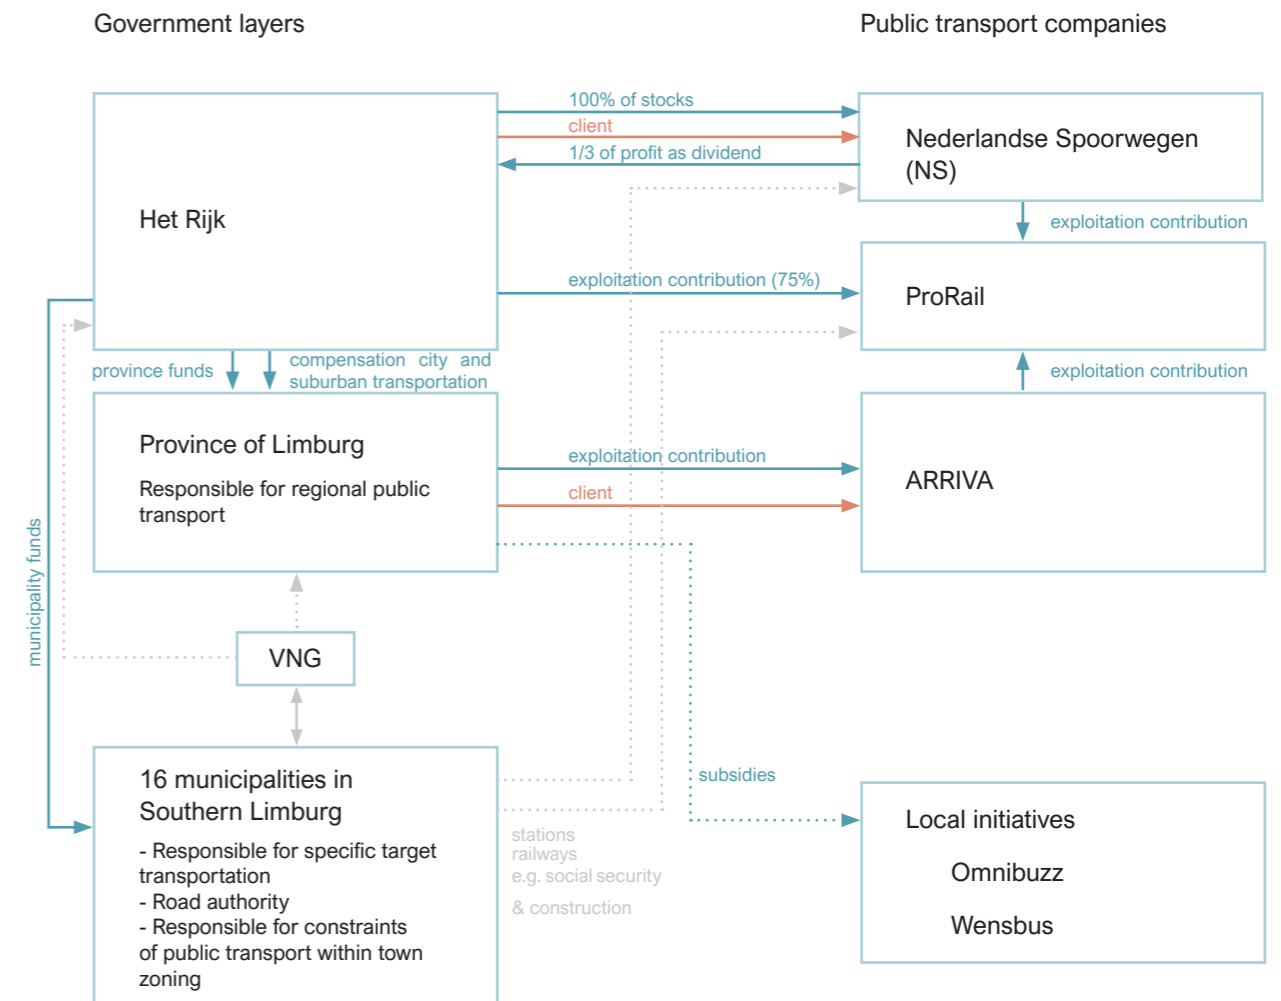 Government layers
Public transport companies
100% of stocks
client
1/3 of profit as dividend
Nederlandse Spoorwegen
(NS)
Het Rijk
exploitation contribution
exploitation contribution (75%)
ProRail
province funds
compensation city and
suburban transportation
exploitation contribution
Province of Limburg
Responsible for regional public
transport
exploitation contribution
client
ARRIVA
municipality funds
VNG
16 municipalities in
Southern Limburg
- Responsible for specific target
transportation
- Road authority
- Responsible for constraints
of public transport within town
zoning
subsidies
stations
railways
e.g. social security
& construction
Local initiatives
Omnibuzz
Wensbus